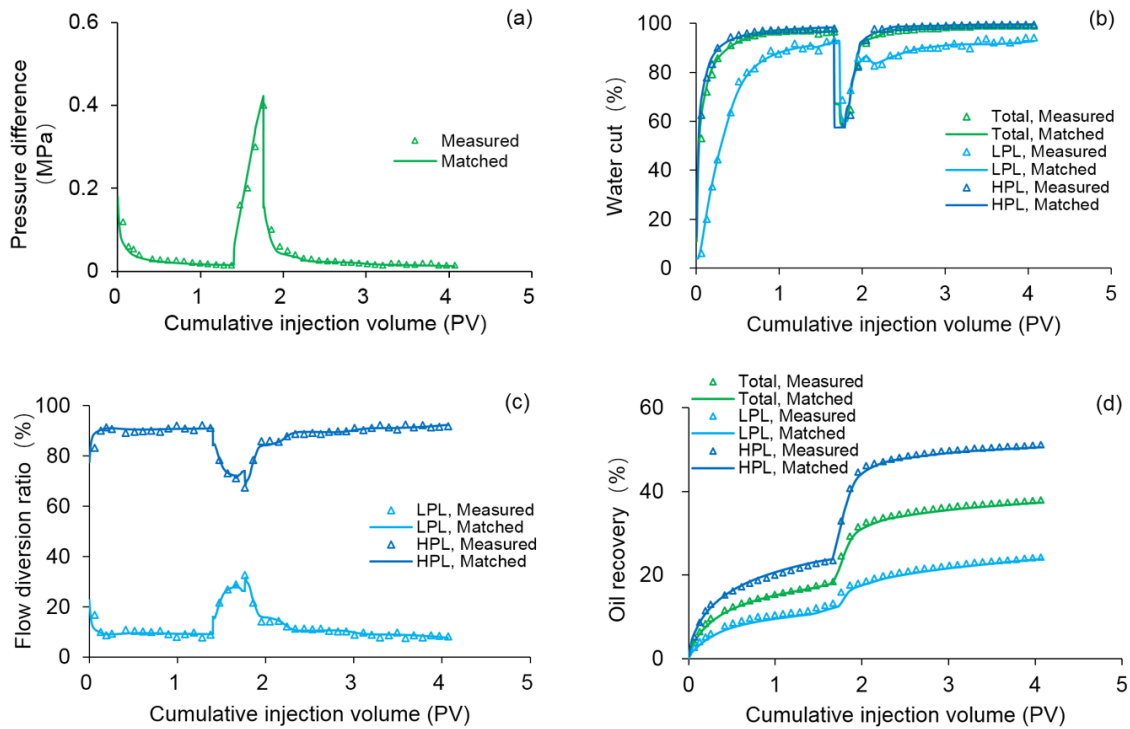 (a)
0.6
0.4
0.2
0
Pressure difference
(MPa)
Measured
Matched
0 1 2 3 4 5
Cumulative injection volume (PV)
(b)
100
80
60
40
20
0
Water cut (%)
Total, Measured
Total, Matched
LPL, Measured
LPL, Matched
HPL, Measured
HPL, Matched
0 1 2 3 4 5
Cumulative injection volume (PV)
(c)
100
80
60
40
20
0
Flow diversion ratio (%)
LPL, Measured
LPL, Matched
HPL, Measured
HPL, Matched
0 1 2 3 4 5
Cumulative injection volume (PV)
Total, Measured
Total, Matched
LPL, Measured
LPL, Matched
HPL, Measured
HPL, Matched
(d)
60
40
20
0
Oil recovery (%)
0 1 2 3 4 5
Cumulative injection volume (PV)